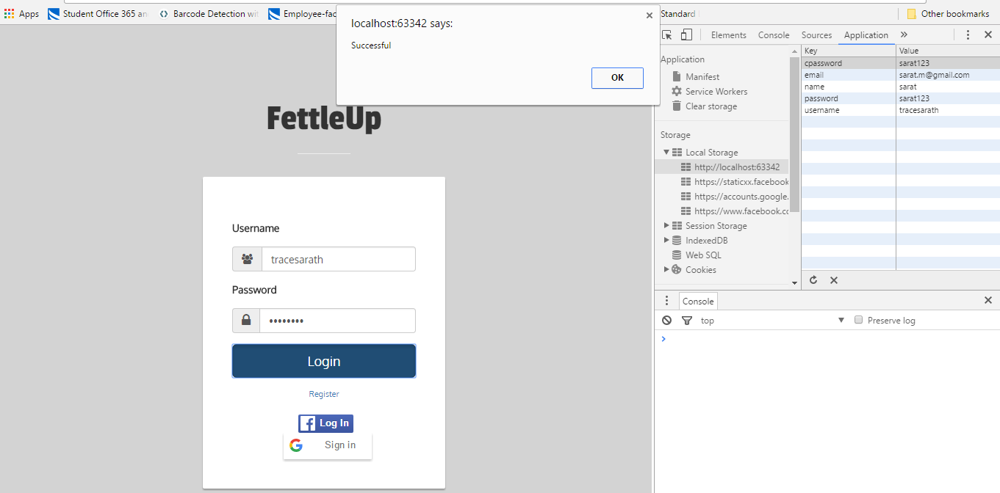 Apps
Student Office 365 an
Barcode Detection wit
Employee-fac
Standard
Other bookmarks
localhost:63342 says:
Successful
OK
FettleUp
Username
tracesarath
Password
••••••••
Login
Register
Log In
Sign in
Elements Console Sources Application
Application
Manifest
Service Workers
Clear storage
Storage
Local Storage
http://localhost:63342
https://staticxx.facebook
https://accounts.google.
https://www.facebook.co
Session Storage
IndexedDB
Web SQL
Cookies
Key Value
cpassword sarat123
email sarat.m@gmail.com
name sarat
password sarat123
username tracesarath
Console
top
Preserve log